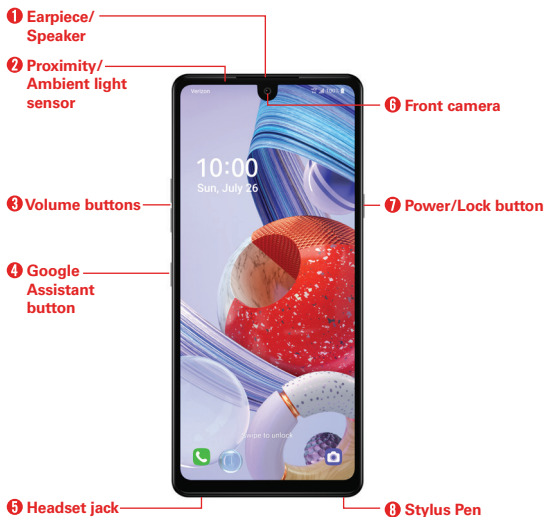 1 Earpiece/
Speaker
2 Proximity/
Ambient light
sensor
3 Volume buttons
4 Google
Assistant
button
5 Headset jack
6 Front camera
7 Power/Lock button
8 Stylus Pen
Verizon
100%
10:00
Sun, July 26
Swipe to unlock